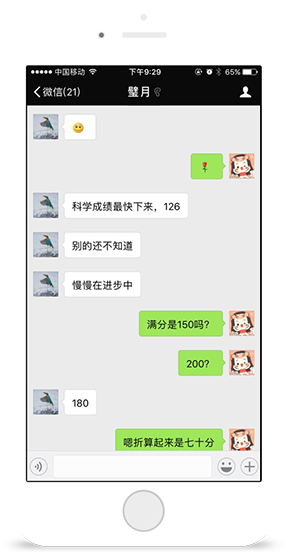 中国移动 下午9:29 65%
微信(21) 璧月
科学成绩最快下来，126
别的还不知道
慢慢在进步中
满分是150吗?
200?
180
嗯折算起来是七十分